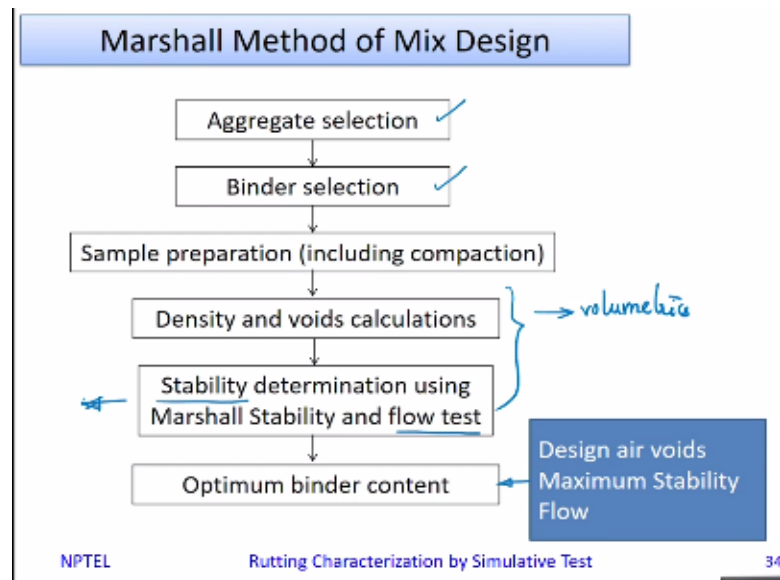 Marshall Method of Mix Design
Aggregate selection
Binder selection
Sample preparation (including compaction)
Density and voids calculations
→ volumetrics
Stability determination using
Marshall Stability and flow test
Design air voids
Maximum Stability
Flow
Optimum binder content
NPTEL
Rutting Characterization by Simulative Test
34